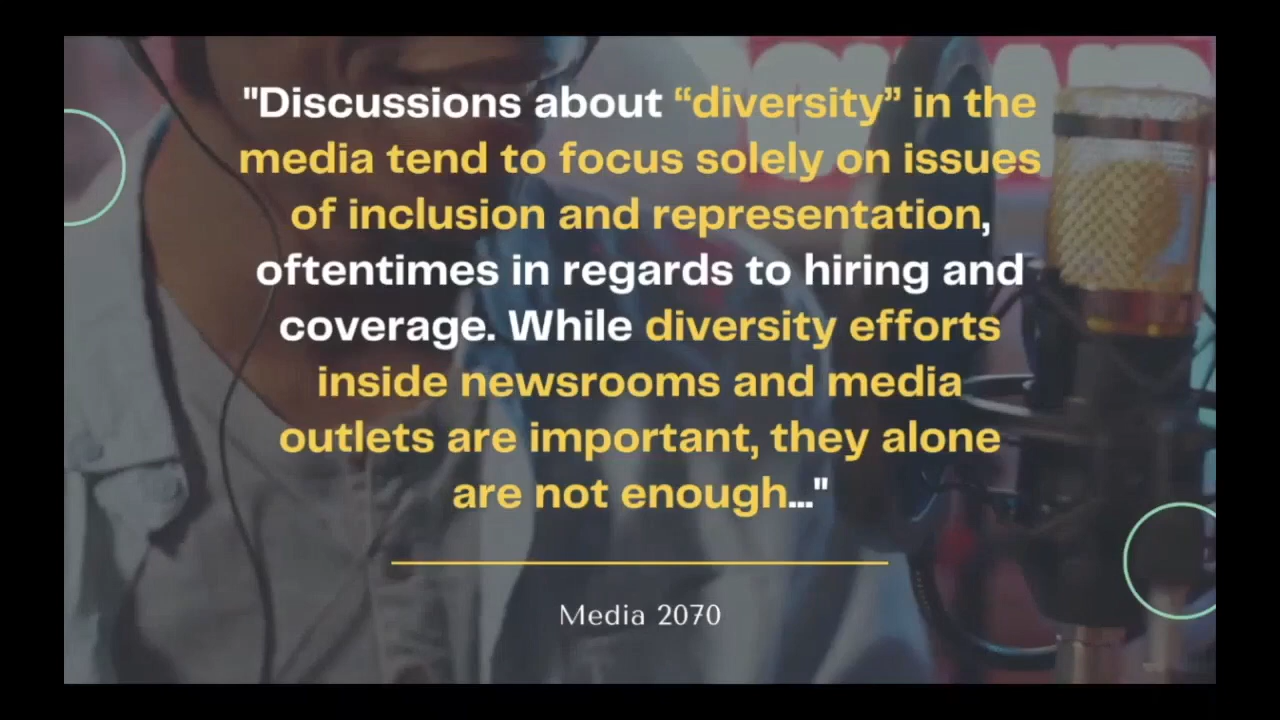 "Discussions about “diversity” in the
media tend to focus solely on issues
of inclusion and representation,
oftentimes in regards to hiring and
coverage. While diversity efforts
inside newsrooms and media
outlets are important, they alone
are not enough..."
Media 2070